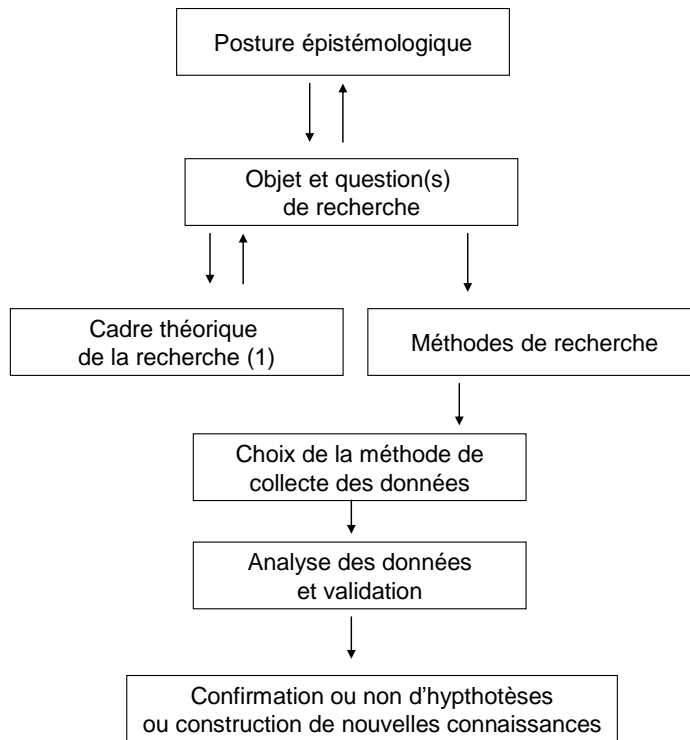 Posture épistémologique
Objet et question(s)
de recherche
Cadre théorique
de la recherche (1)
Méthodes de recherche
Choix de la méthode de
collecte des données
Analyse des données
et validation
Confirmation ou non d'hypthotèses
ou construction de nouvelles connaissances